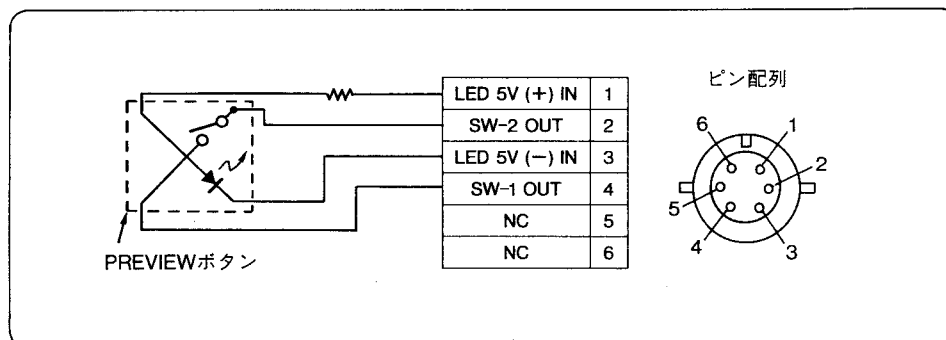 LED 5V (+) IN 1
SW-2 OUT 2
LED 5V (−) IN 3
SW-1 OUT 4
NC 5
NC 6
PREVIEWボタン
ピン配列
6 1
2
5
4 3